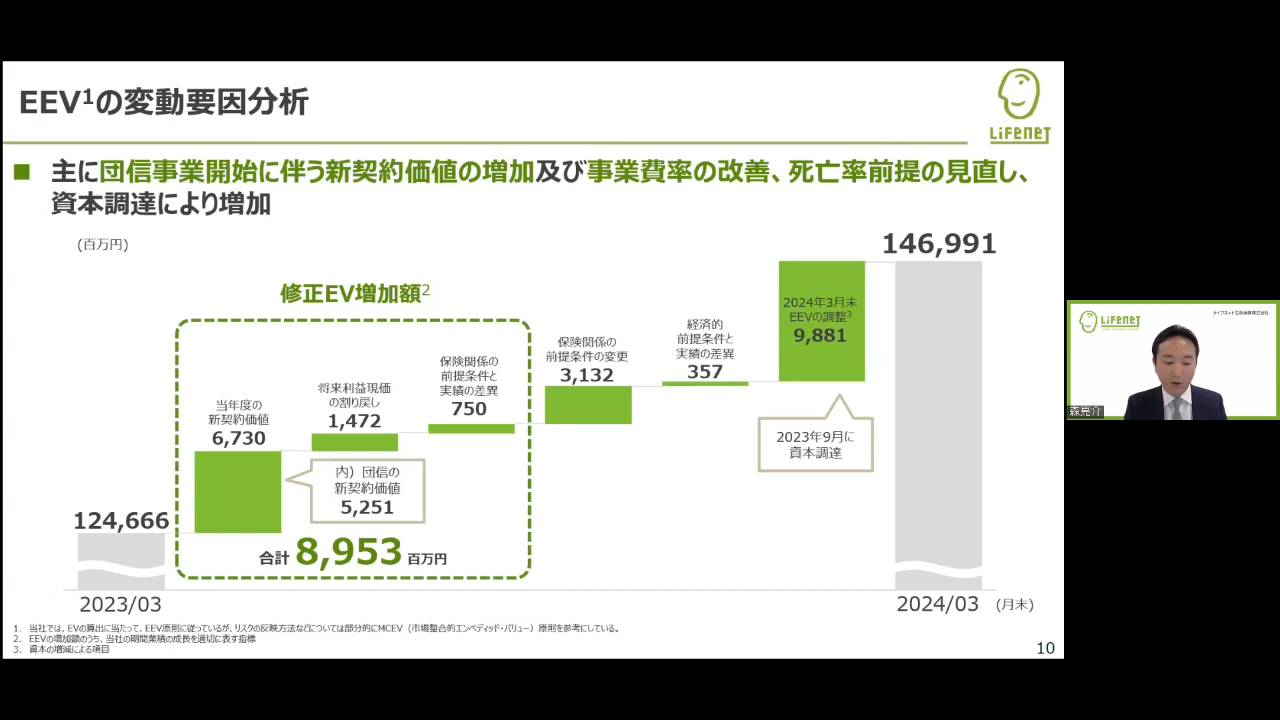 EEV1の変動要因分析
LIFENET
■ 主に団信事業開始に伴う新契約価値の増加及び事業費率の改善、死亡率前提の見直し、
資本調達により増加
(百万円)
146,991
修正EV増加額2
2024年3月末
EEVの調整3
9,881
経済的
前提条件と
実績の差異
357
保険関係の
前提条件の変更
3,132
保険関係の
前提条件と
実績の差異
750
将来利益現価
の割り戻し
1,472
当年度の
新契約価値
6,730
2023年9月に
資本調達
内）団信の
新契約価値
5,251
124,666
合計 8,953 百万円
2023/03
2024/03 (月末)
1. 当社では、EVの算出に当たって、EEV原則に従っているが、リスクの反映方法などについては部分的にMCEV（市場整合的エンベディッド・バリュー）原則を参考にしている。
2. EEVの増加額のうち、当社の期間業績の成長を適切に表す指標
3. 資本の増減による項目
10
LIFENET
ライフネット生命保険株式会社
森亮介